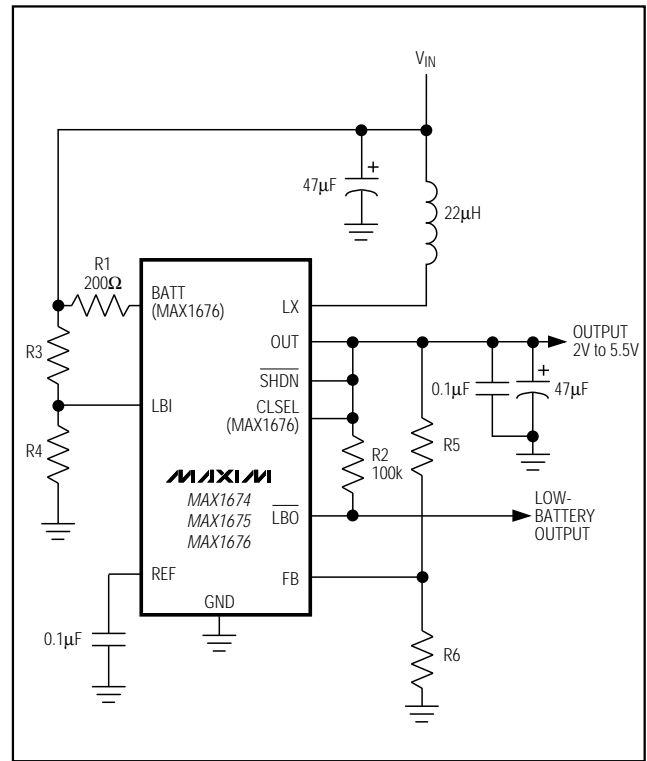 VIN
47µF
22µH
R1
200Ω
BATT
(MAX1676)
LX
R3
OUT
OUTPUT
2V to 5.5V
SHDN
0.1µF
47µF
LBI
CLSEL
(MAX1676)
R4
R2
100k
R5
MAXIM
MAX1674
MAX1675
MAX1676
LBO
LOW-
BATTERY
OUTPUT
REF
FB
GND
0.1µF
R6